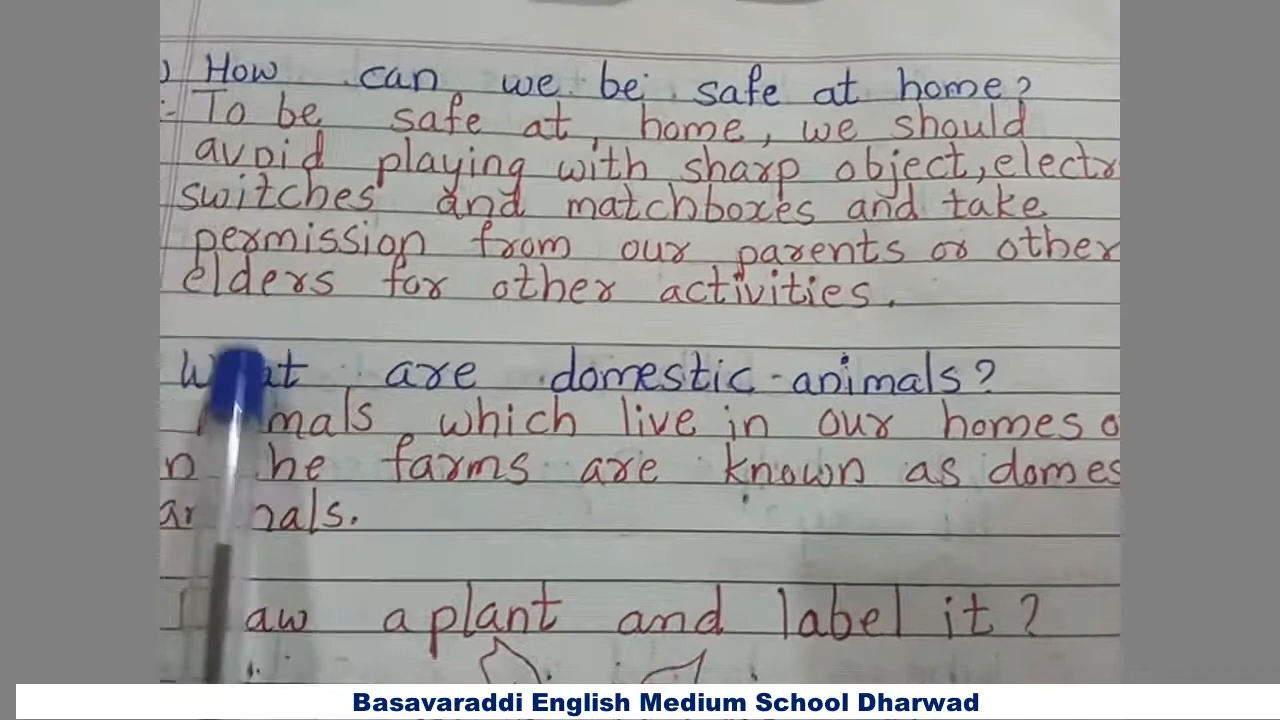 ) How can we be safe at home?
:- To be safe at home, we should
avoid playing with sharp object, electr
switches and matchboxes and take
permission from our parents or other
elders for other activities.
are domestic animals?
which live in our homes
farms are known as domes
a plant and label it?
Basavaraddi English Medium School Dharwad